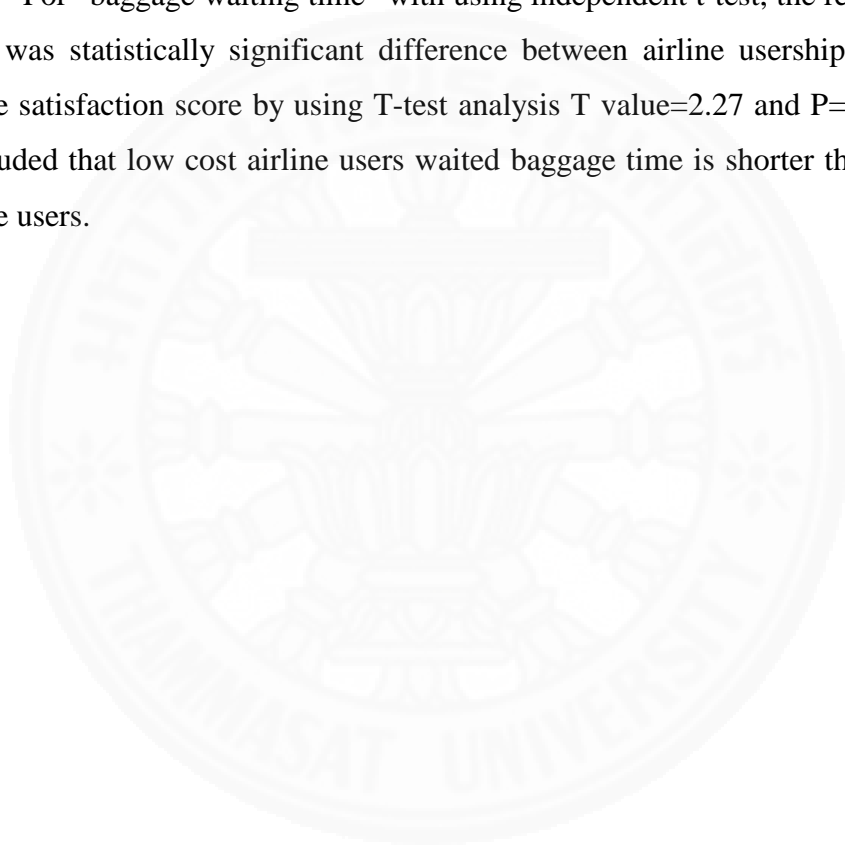 For "baggage waiting time" with using independent t-test, the re
was statistically significant difference between airline usership
e satisfaction score by using T-test analysis T value=2.27 and P=
uded that low cost airline users waited baggage time is shorter th
e users.
THAMMASAT UNIVERSITY